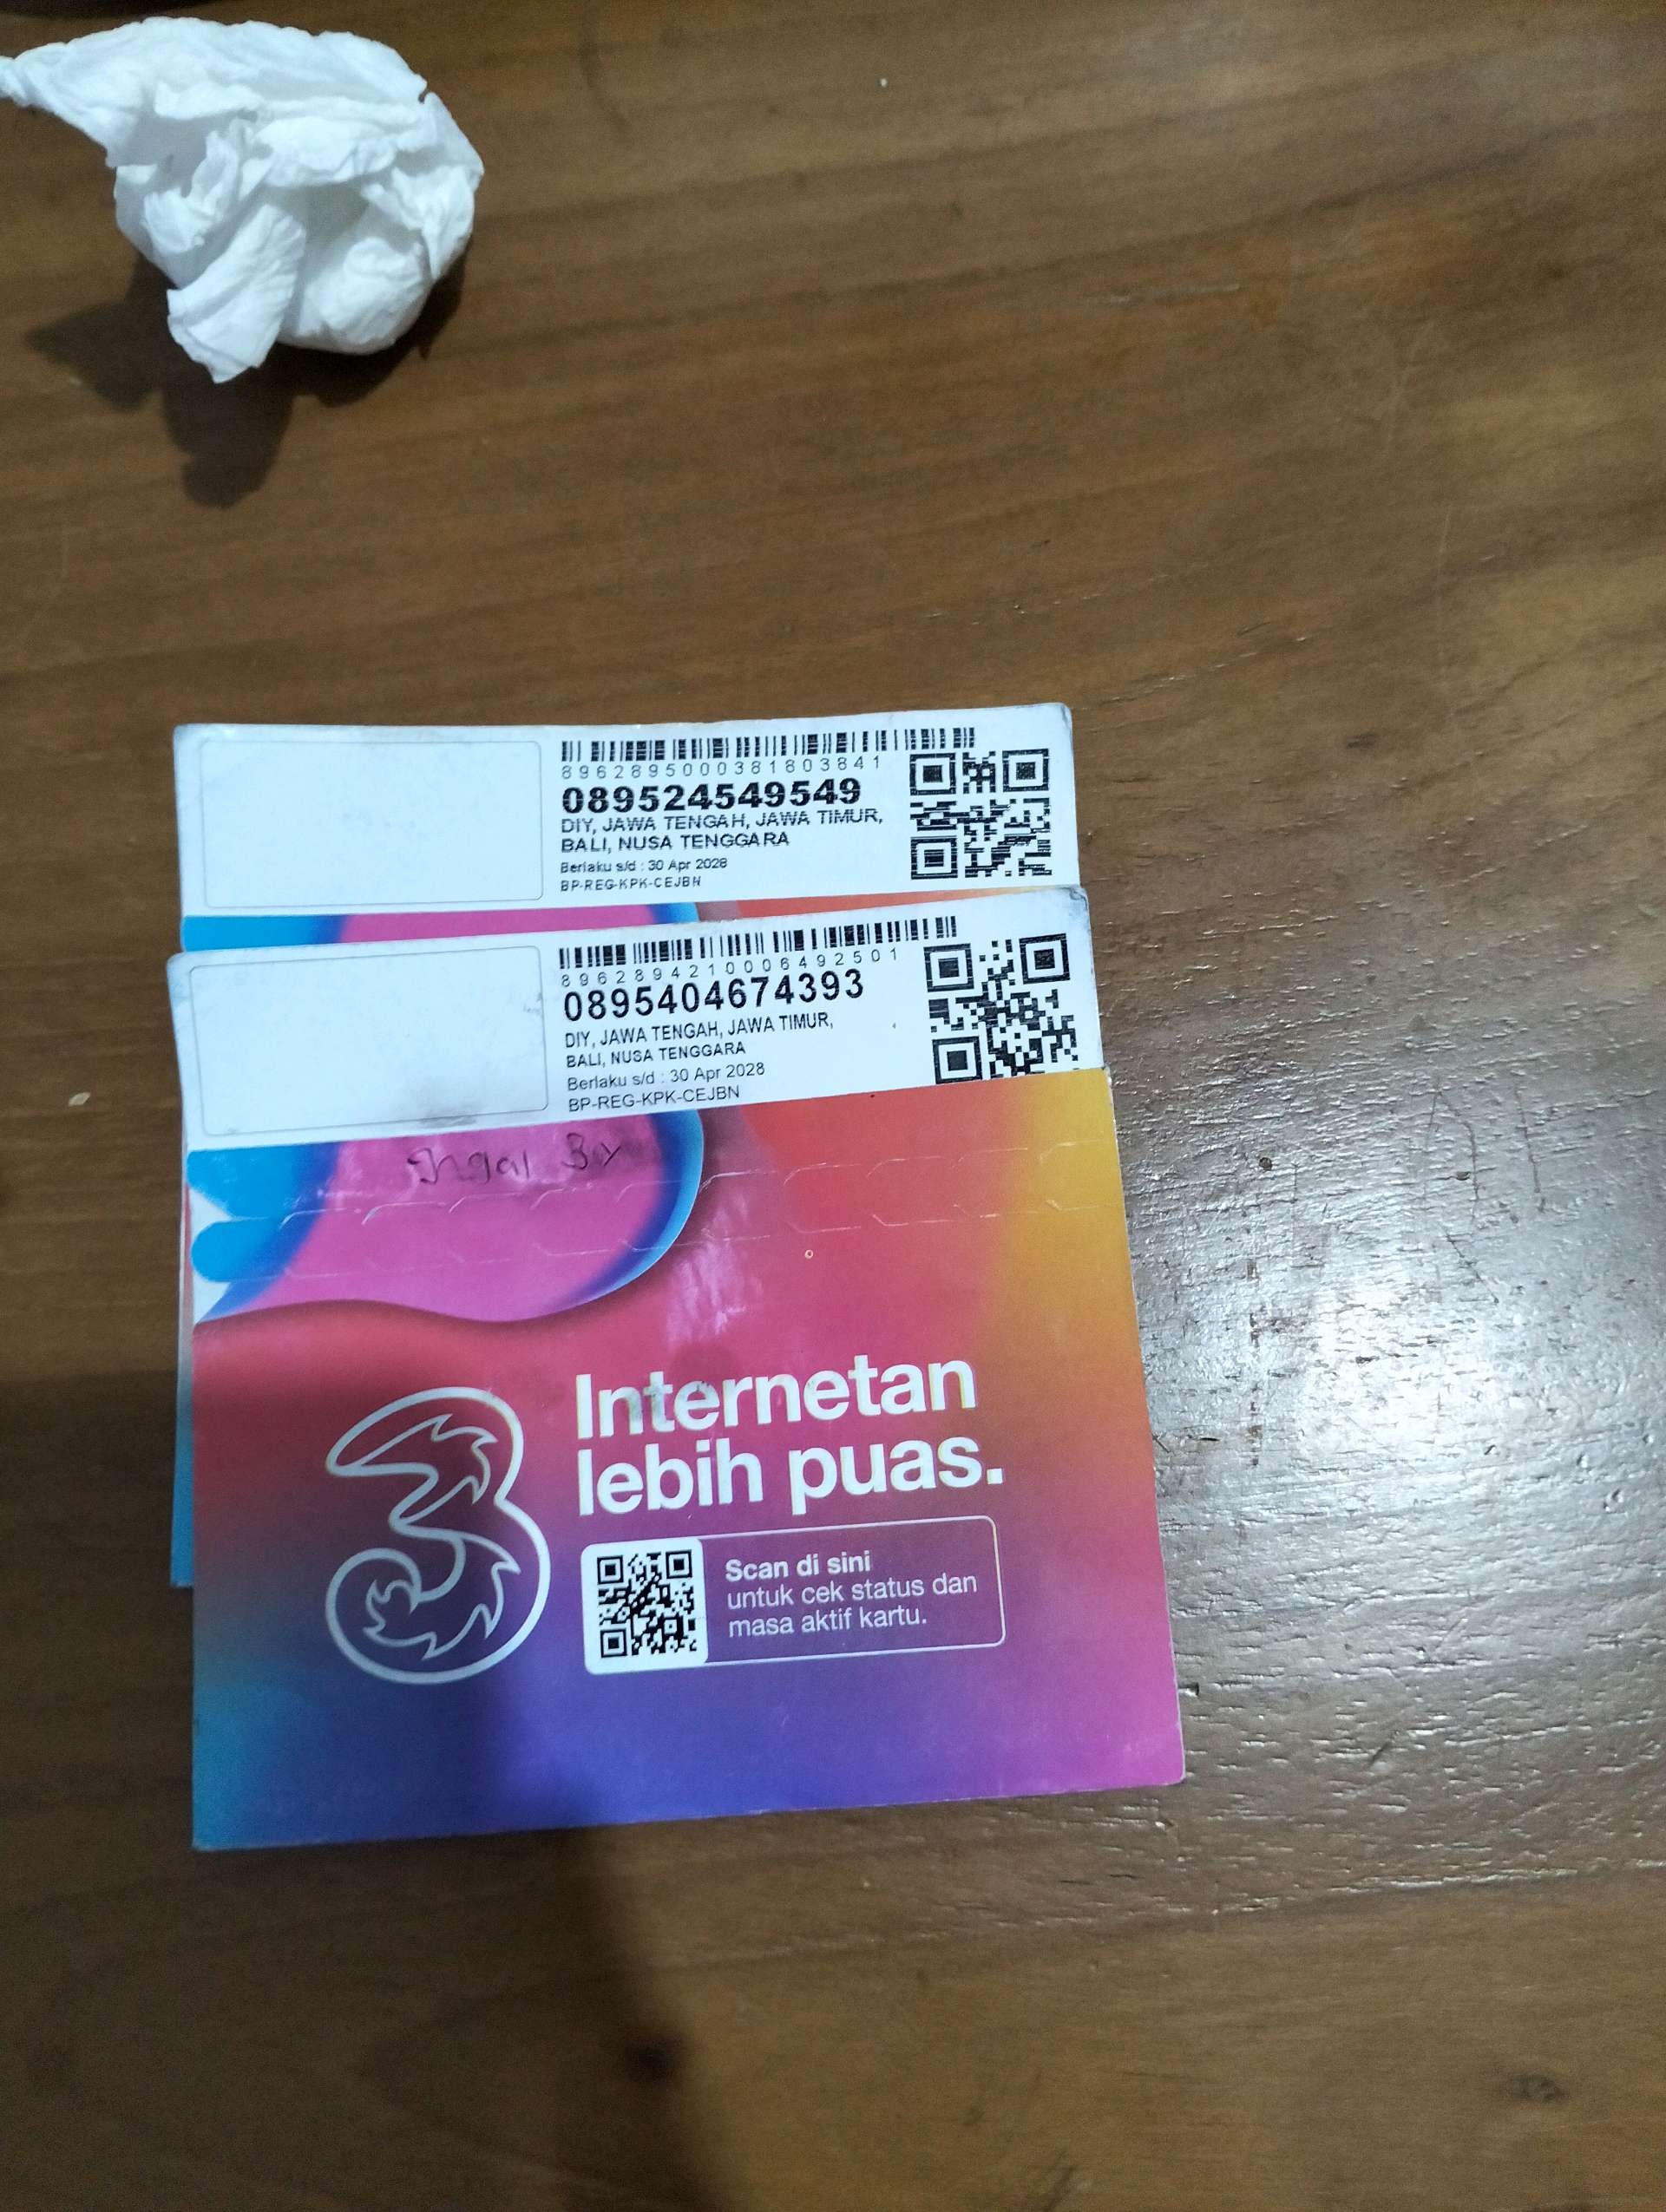 8962895000381803841
089524549549
DIY, JAWA TENGAH, JAWA TIMUR,
BALI, NUSA TENGGARA
Berlaku s/d : 30 Apr 2028
BP-REG-KPK-CEJBN
8962894210006492501
0895404674393
DIY, JAWA TENGAH, JAWA TIMUR,
BALI, NUSA TENGGARA
Berlaku s/d : 30 Apr 2028
BP-REG-KPK-CEJBN
3
Internetan
lebih puas.
Scan di sini
untuk cek status dan
masa aktif kartu.